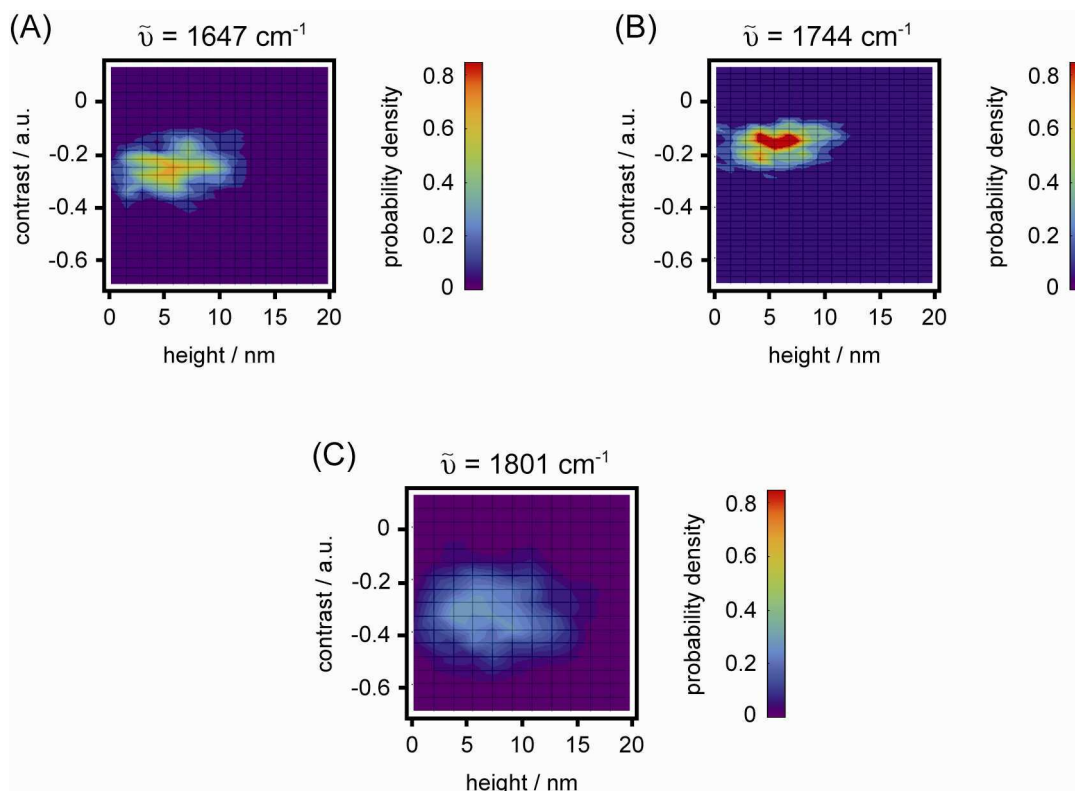 (A)
ῦ = 1647 cm⁻¹
contrast / a.u.
0
-0.2
-0.4
-0.6
0 5 10 15 20
height / nm
probability density
0.8
0.6
0.4
0.2
0
(B)
ῦ = 1744 cm⁻¹
contrast / a.u.
0
-0.2
-0.4
-0.6
0 5 10 15 20
height / nm
probability density
0.8
0.6
0.4
0.2
0
(C)
ῦ = 1801 cm⁻¹
contrast / a.u.
0
-0.2
-0.4
-0.6
0 5 10 15 20
height / nm
probability density
0.8
0.6
0.4
0.2
0